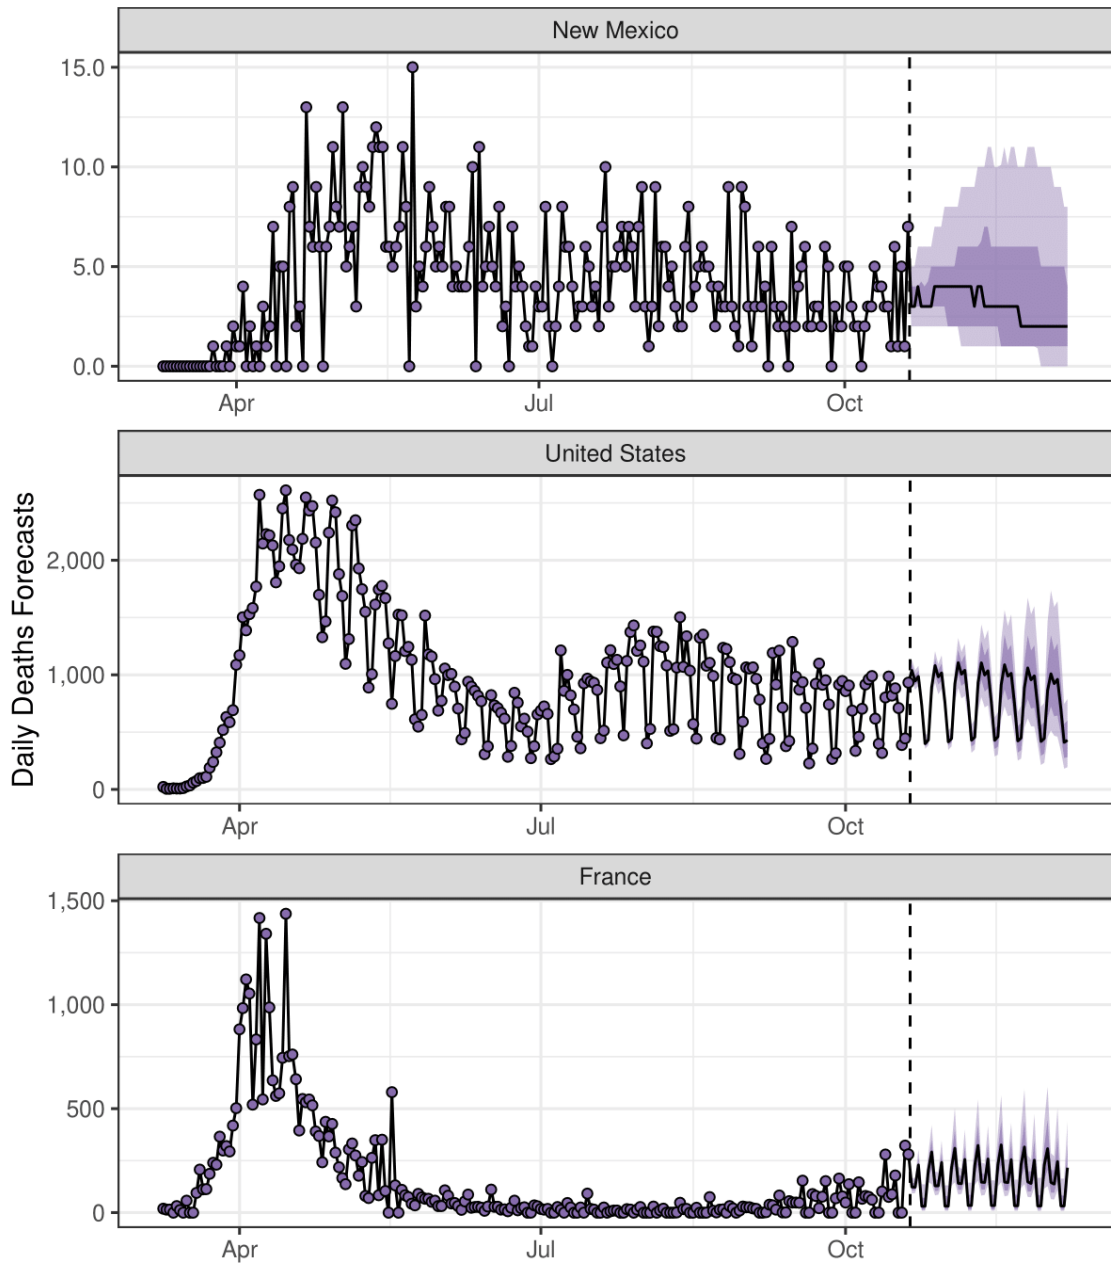 New Mexico
15.0
10.0
5.0
0.0
Apr
Jul
Oct
United States
2,000
1,000
0
Apr
Jul
Oct
Daily Deaths Forecasts
France
1,500
1,000
500
0
Apr
Jul
Oct